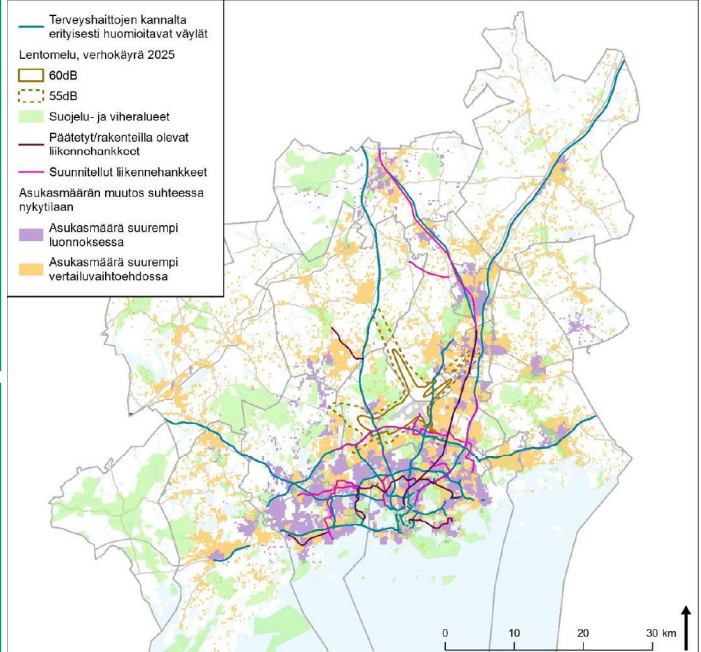 Terveyshaittojen kannalta
erityisesti huomioitavat väylät
Lentomelu, verhokäyrä 2025
60dB
55dB
Suojelu- ja viheralueet
Päätetyt/rakenteilla olevat
liikennehankkeet
Suunnitellut liikennehankkeet
Asukasmäärän muutos suhteessa
nykytilaan
Asukasmäärä suurempi
luonnoksessa
Asukasmäärä suurempi
vertailuvaihtoehdossa
0 10 20 30 km